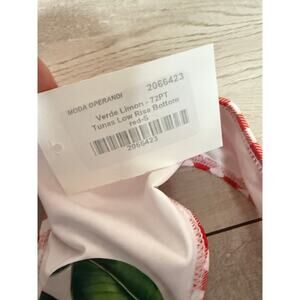 MODA OPERANDI
2066423
Verde Limon - 72PT
Tunas Low Rise Bottom
red-S
2066423